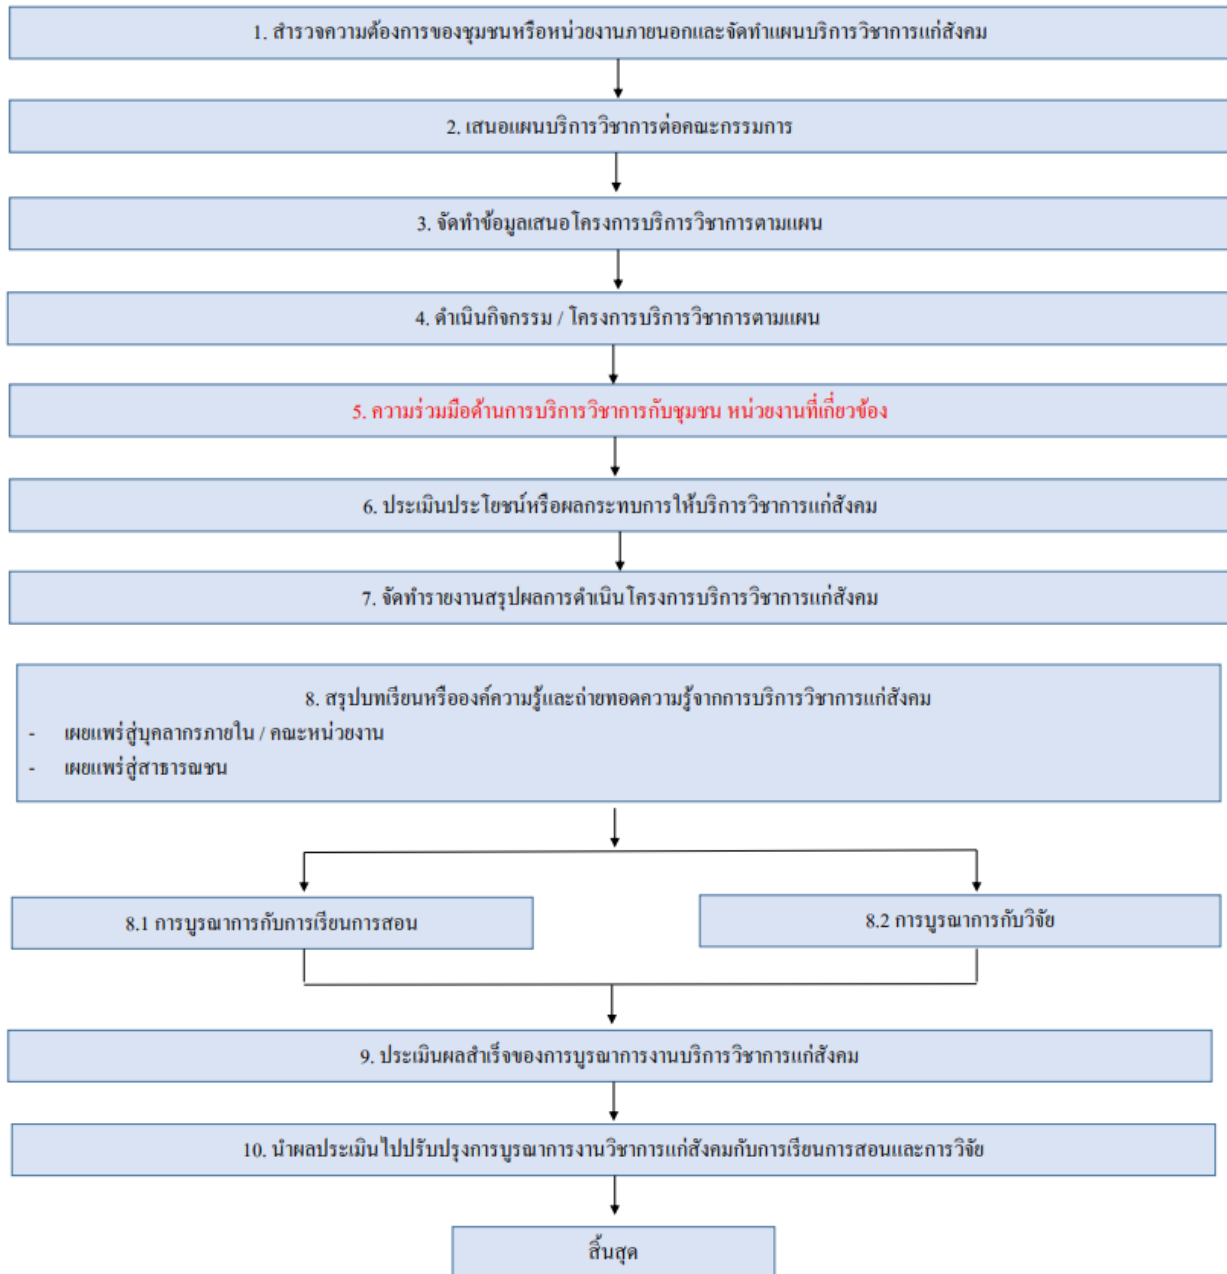 1. สำรวจความต้องการของชุมชนหรือหน่วยงานภายนอกและจัดทำแผนบริการวิชาการแก่สังคม
2. เสนอแผนบริการวิชาการต่อคณะกรรมการ
3. จัดทำข้อมูลเสนอโครงการบริการวิชาการตามแผน
4. ดำเนินกิจกรรม / โครงการบริการวิชาการตามแผน
5. ความร่วมมือด้านการบริการวิชาการกับชุมชน หน่วยงานที่เกี่ยวข้อง
6. ประเมินประโยชน์หรือผลกระทบการให้บริการวิชาการแก่สังคม
7. จัดทำรายงานสรุปผลการดำเนินโครงการบริการวิชาการแก่สังคม
8. สรุปบทเรียนหรือองค์ความรู้และถ่ายทอดความรู้จากการบริการวิชาการแก่สังคม
- เผยแพร่สู่บุคลากรภายใน / คณะหน่วยงาน
- เผยแพร่สู่สาธารณชน
8.1 การบูรณาการกับการเรียนการสอน
8.2 การบูรณาการกับวิจัย
9. ประเมินผลสำเร็จของการบูรณาการงานบริการวิชาการแก่สังคม
10. นำผลประเมินไปปรับปรุงการบูรณาการงานวิชาการแก่สังคมกับการเรียนการสอนและการวิจัย
สิ้นสุด